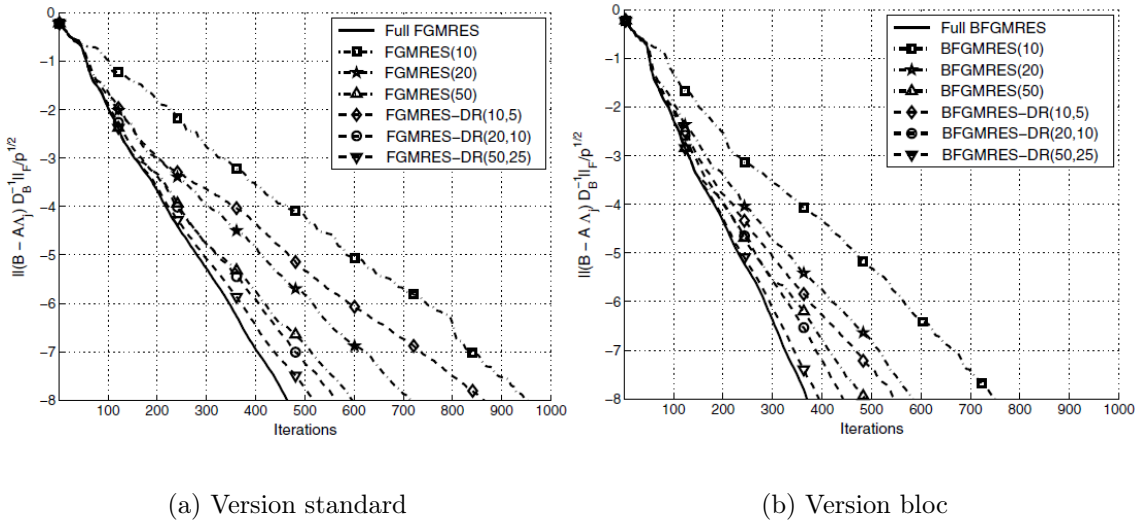 0
-1
-2
-3
-4
-5
-6
-7
-8
||(B − A Λj) D_B^-1||_F/p^1/2
100 200 300 400 500 600 700 800 900 1000
Iterations
Full FGMRES
FGMRES(10)
FGMRES(20)
FGMRES(50)
FGMRES−DR(10,5)
FGMRES−DR(20,10)
FGMRES−DR(50,25)
(a) Version standard
0
-1
-2
-3
-4
-5
-6
-7
-8
||(B − A Λj) D_B^-1||_F/p^1/2
100 200 300 400 500 600 700 800 900 1000
Iterations
Full BFGMRES
BFGMRES(10)
BFGMRES(20)
BFGMRES(50)
BFGMRES−DR(10,5)
BFGMRES−DR(20,10)
BFGMRES−DR(50,25)
(b) Version bloc